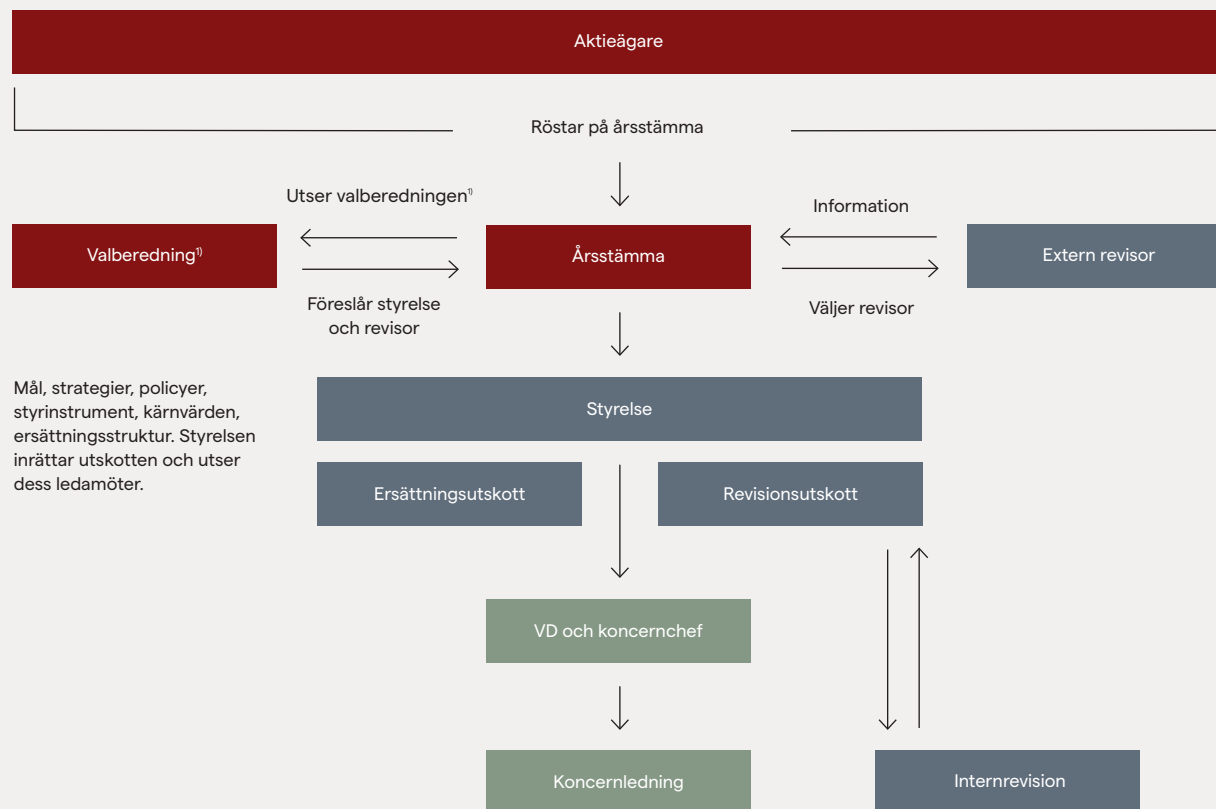 Aktieägare
Röstar på årsstämma
Utser valberedningen¹⁾
Information
Valberedning¹⁾
Årsstämma
Extern revisor
Föreslår styrelse
och revisor
Väljer revisor
Mål, strategier, policyer,
styrinstrument, kärnvärden,
ersättningsstruktur. Styrelsen
inrättar utskotten och utser
dess ledamöter.
Styrelse
Ersättningsutskott
Revisionsutskott
VD och koncernchef
Koncernledning
Internrevision